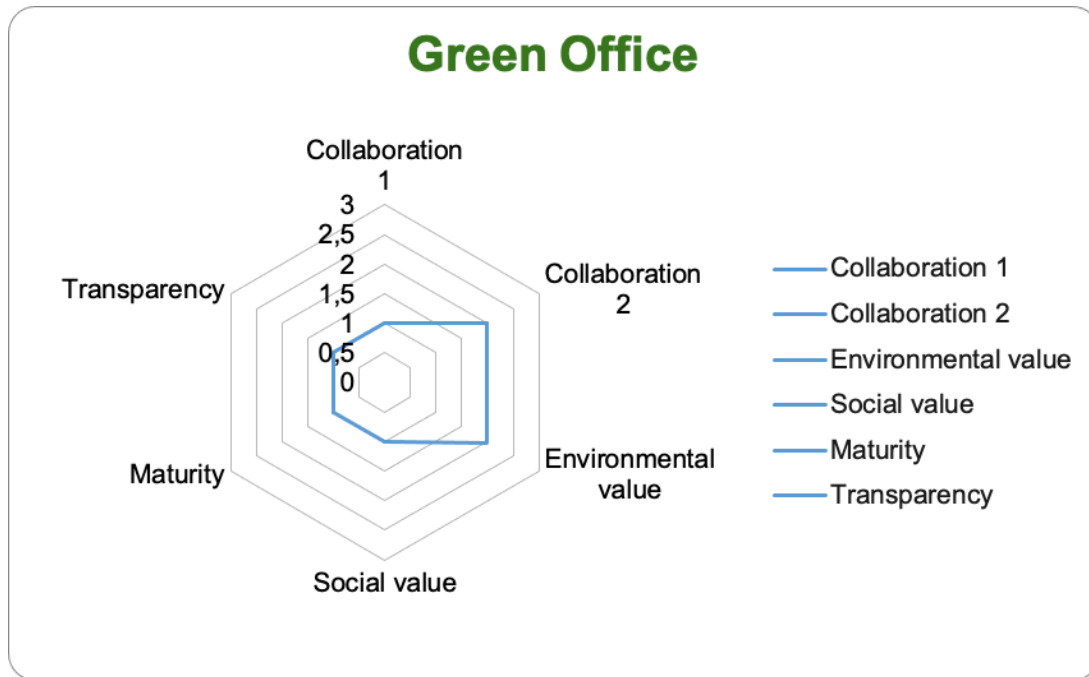 Green Office
Collaboration
1
3
2,5
2
1,5
1
0,5
0
Collaboration
2
Environmental
value
Social value
Maturity
Transparency
Collaboration 1
Collaboration 2
Environmental value
Social value
Maturity
Transparency